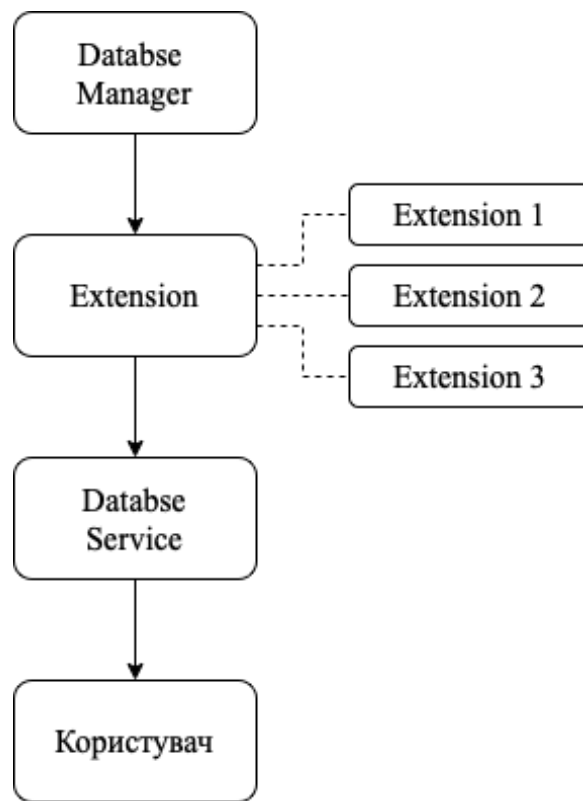 Databse
Manager
Extension 1
Extension
Extension 2
Extension 3
Databse
Service
Користувач